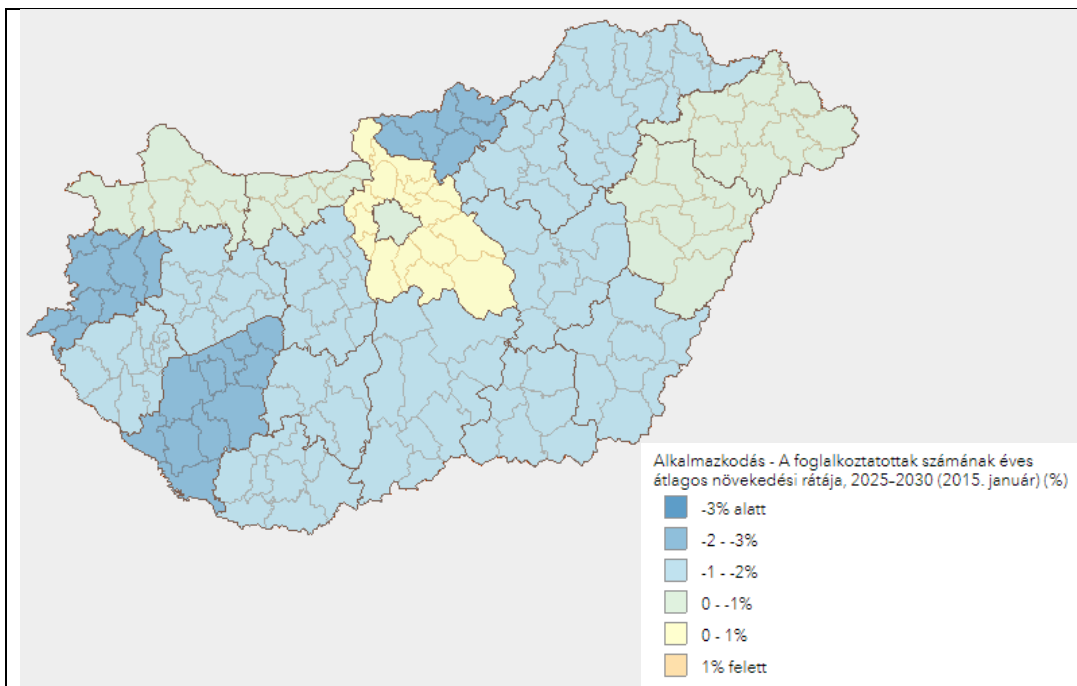 Alkalmazkodás - A foglalkoztatottak számának éves
átlagos növekedési rátája, 2025-2030 (2015. január) (%)
-3% alatt
-2 - -3%
-1 - -2%
0 - -1%
0 - 1%
1% felett